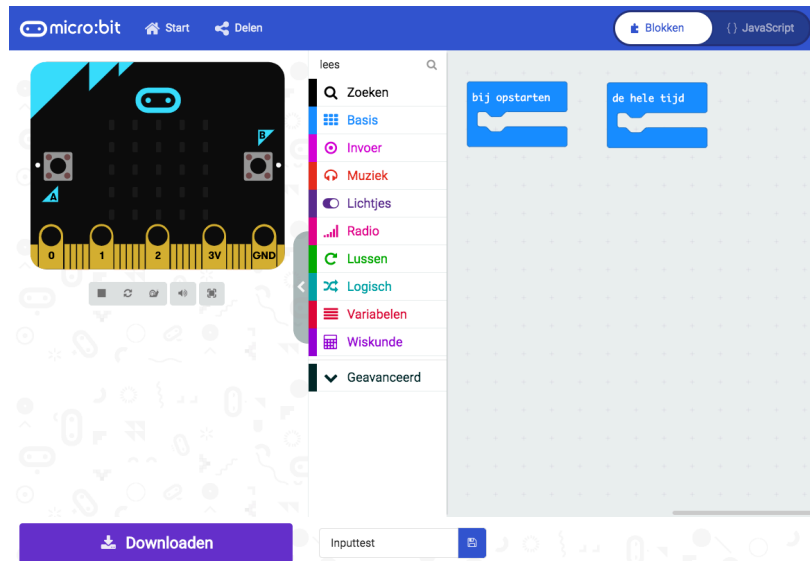 micro:bit Start Delen Blokken {} JavaScript
lees
Zoeken
Basis
Invoer
Muziek
Lichtjes
Radio
Lussen
Logisch
Variabelen
Wiskunde
Geavanceerd
bij opstarten
de hele tijd
B
A
0 1 2 3V GND
Downloaden
Inputtest